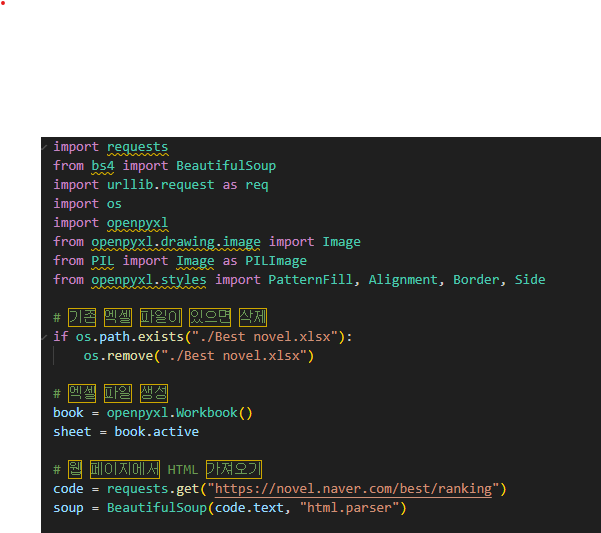 import requests
from bs4 import BeautifulSoup
import urllib.request as req
import os
import openpyxl
from openpyxl.drawing.image import Image
from PIL import Image as PILImage
from openpyxl.styles import PatternFill, Alignment, Border, Side
# 기존 엑셀 파일이 있으면 삭제
if os.path.exists("./Best novel.xlsx"):
    os.remove("./Best novel.xlsx")
# 엑셀 파일 생성
book = openpyxl.Workbook()
sheet = book.active
# 웹 페이지에서 HTML 가져오기
code = requests.get("https://novel.naver.com/best/ranking")
soup = BeautifulSoup(code.text, "html.parser")